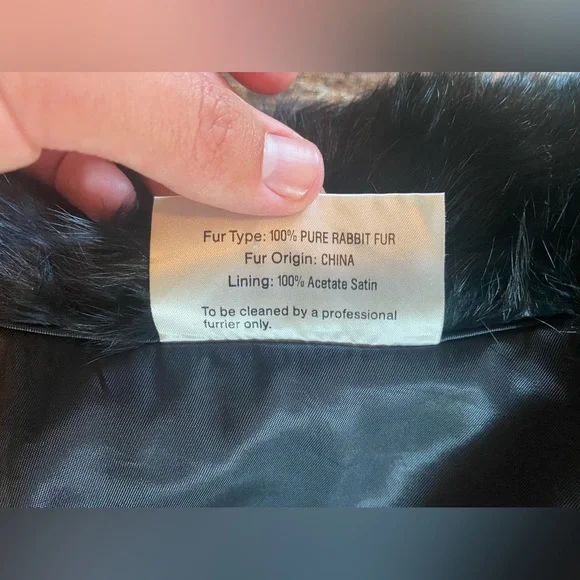 Fur Type: 100% PURE RABBIT FUR
Fur Origin: CHINA
Lining: 100% Acetate Satin
To be cleaned by a professional
furrier only.